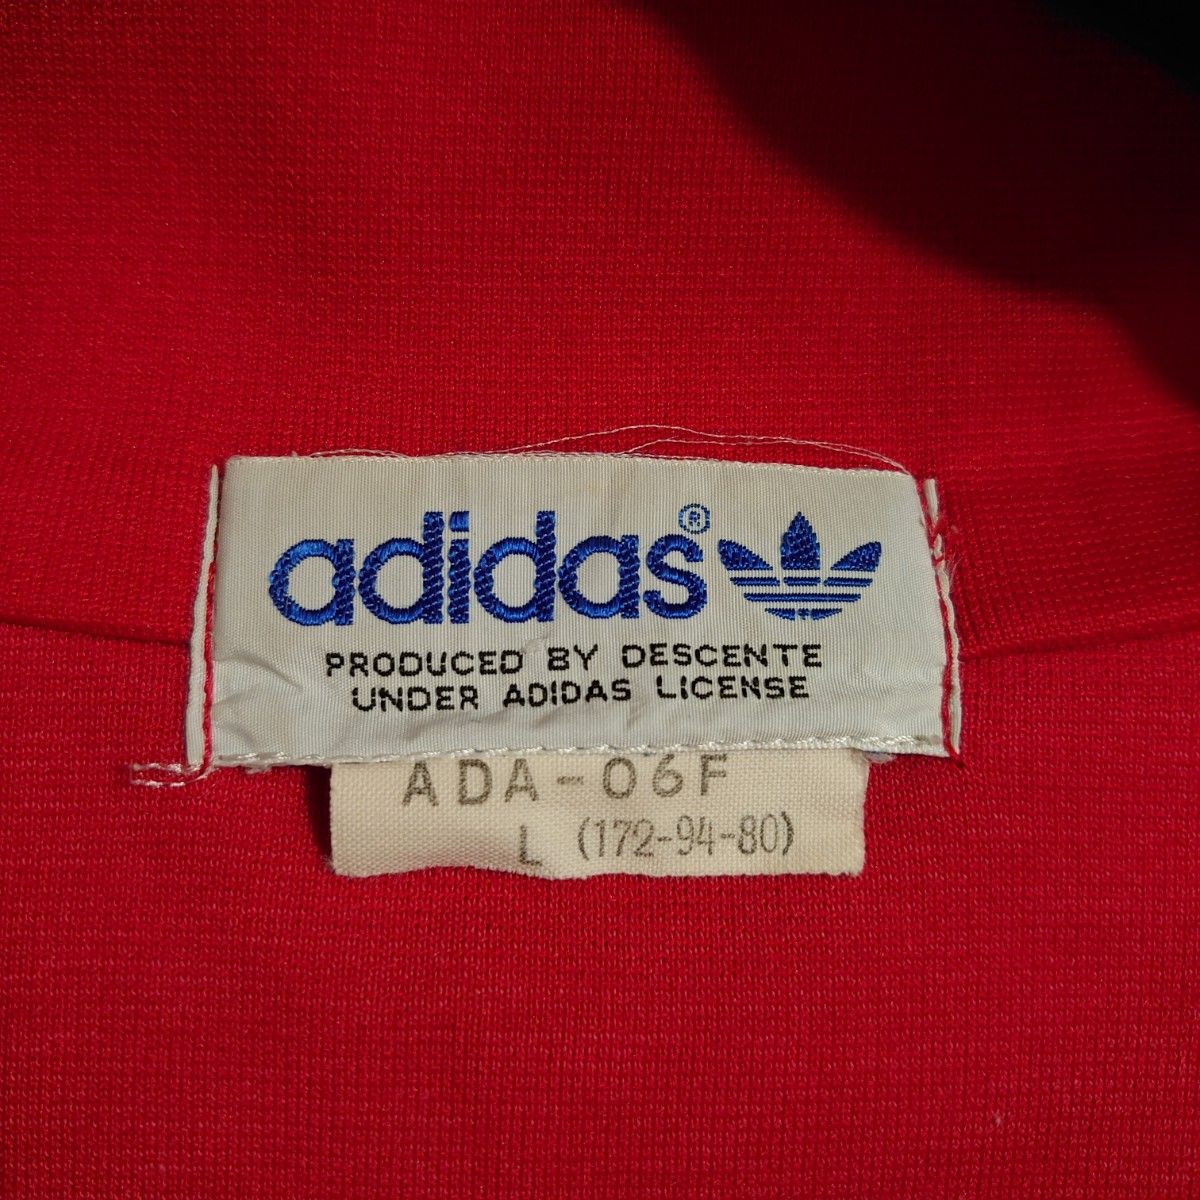 adidas®
PRODUCED BY DESCENTE
UNDER ADIDAS LICENSE
ADA-06F
L (172-94-80)